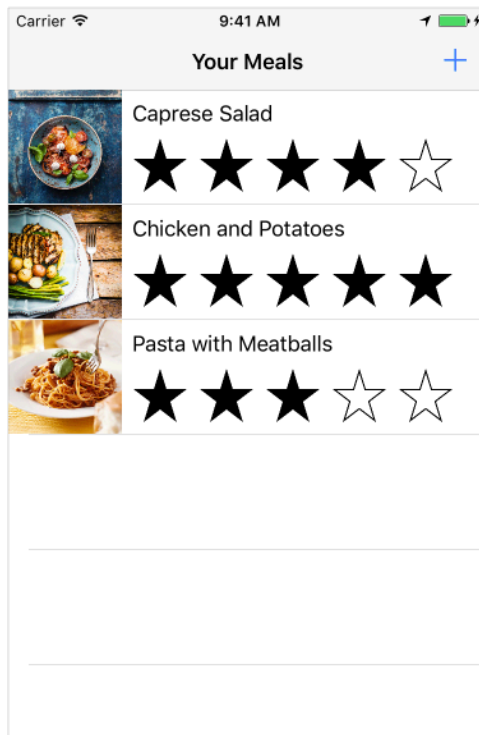 Carrier 9:41 AM
Your Meals +
Caprese Salad
Chicken and Potatoes
Pasta with Meatballs